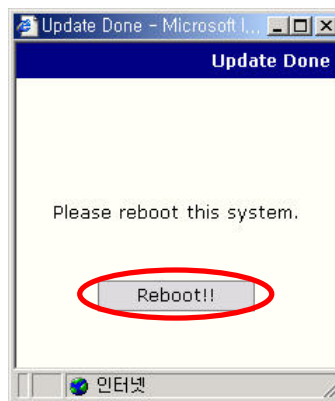 Update Done - Microsoft I...
Update Done
Please reboot this system.
Reboot!!
인터넷